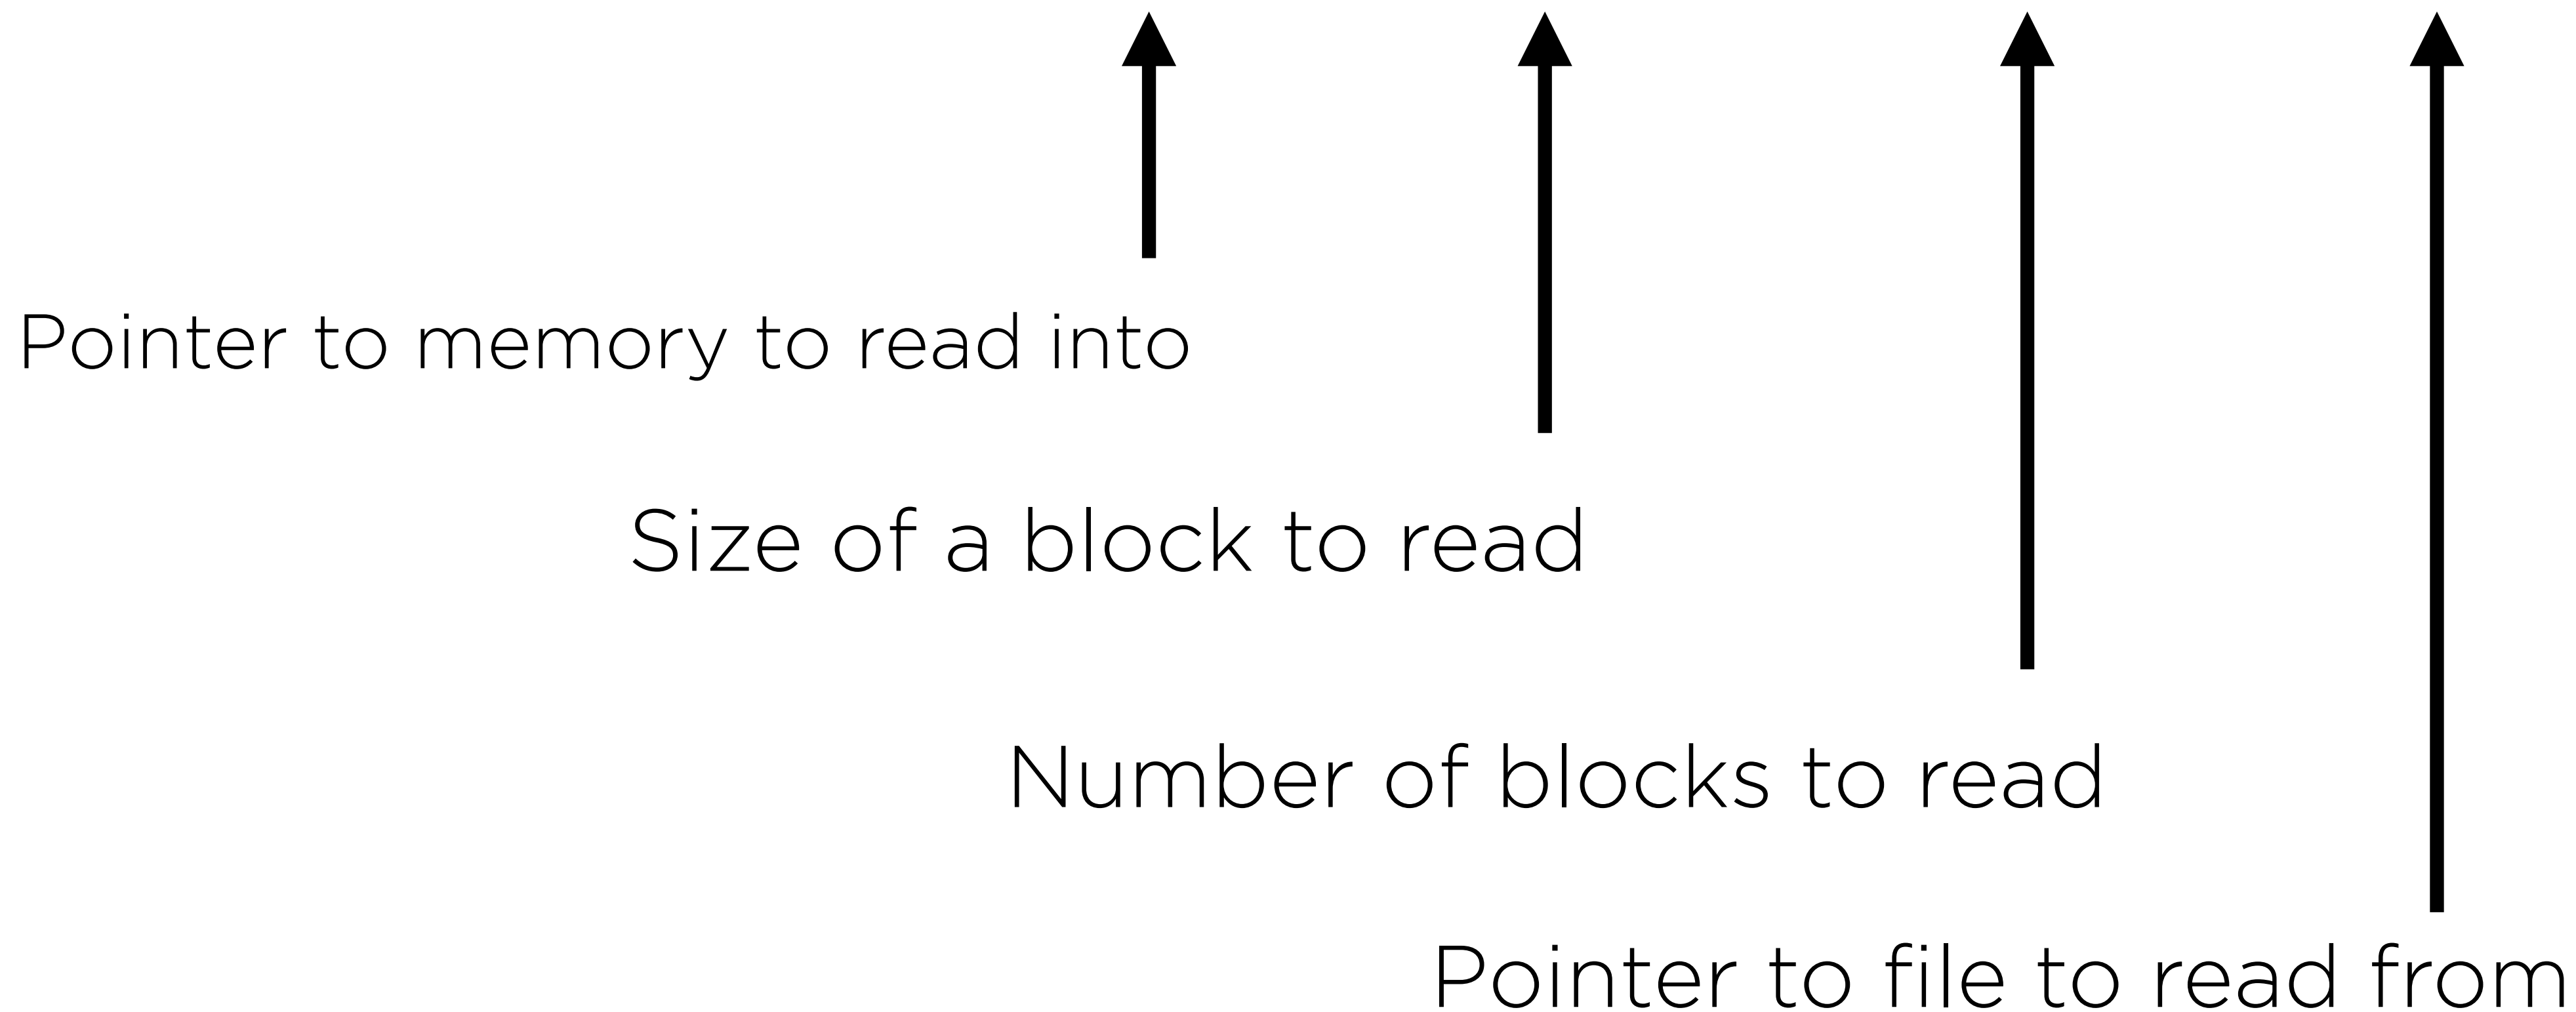 Pointer to memory to read into
Size of a block to read
Number of blocks to read
Pointer to file to read from